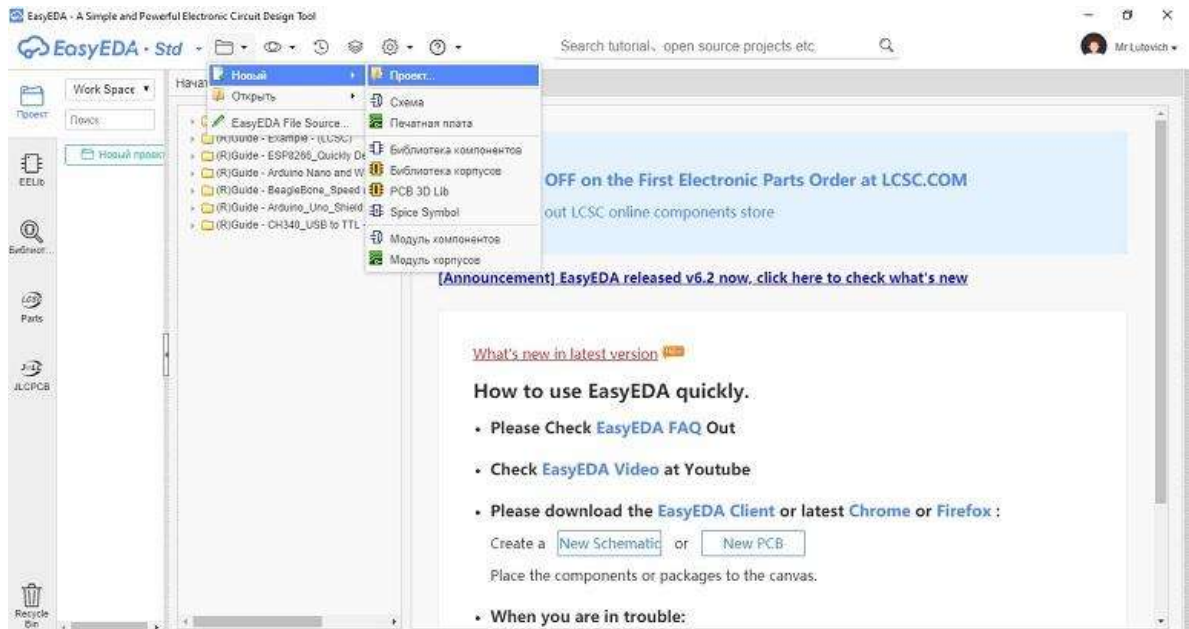 EasyEDA - A Simple and Powerful Electronic Circuit Design Tool
EasyEDA · Std
Search tutorial、open source projects etc
Mr Lutovich
Проект
Work Space
Поиск
Новый проект
EELib
Библиот...
LCSC
Parts
JLCPCB
Recycle
Bin
Начат
Новый
Открыть
EasyEDA File Source...
(R)Guide - Example - (LCSC)
(R)Guide - ESP8266_Quickly De
(R)Guide - Arduino Nano and W
(R)Guide - BeagleBone_Speed
(R)Guide - Arduino_Uno_Shield
(R)Guide - CH340_USB to TTL -
Проект...
Схема
Печатная плата
Библиотека компонентов
Библиотека корпусов
PCB 3D Lib
Spice Symbol
Модуль компонентов
Модуль корпусов
OFF on the First Electronic Parts Order at LCSC.COM
out LCSC online components store
[Announcement] EasyEDA released v6.2 now, click here to check what's new
What's new in latest version
How to use EasyEDA quickly.
• Please Check EasyEDA FAQ Out
• Check EasyEDA Video at Youtube
• Please download the EasyEDA Client or latest Chrome or Firefox :
Create a New Schematic or New PCB
Place the components or packages to the canvas.
• When you are in trouble: